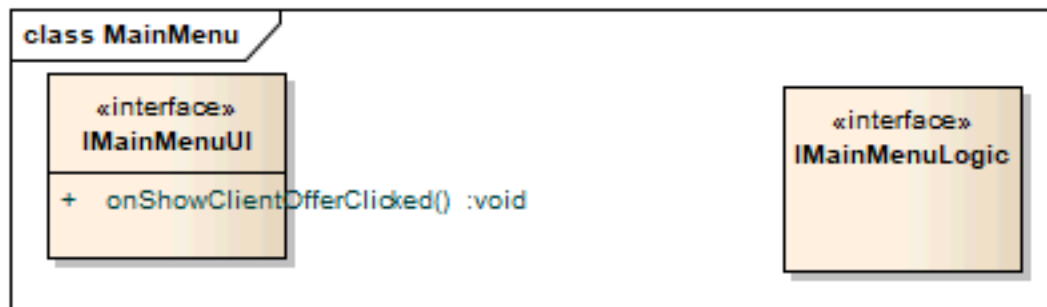 class MainMenu
«interface»
IMainMenuUI
+ onShowClientOfferClicked() :void
«interface»
IMainMenuLogic